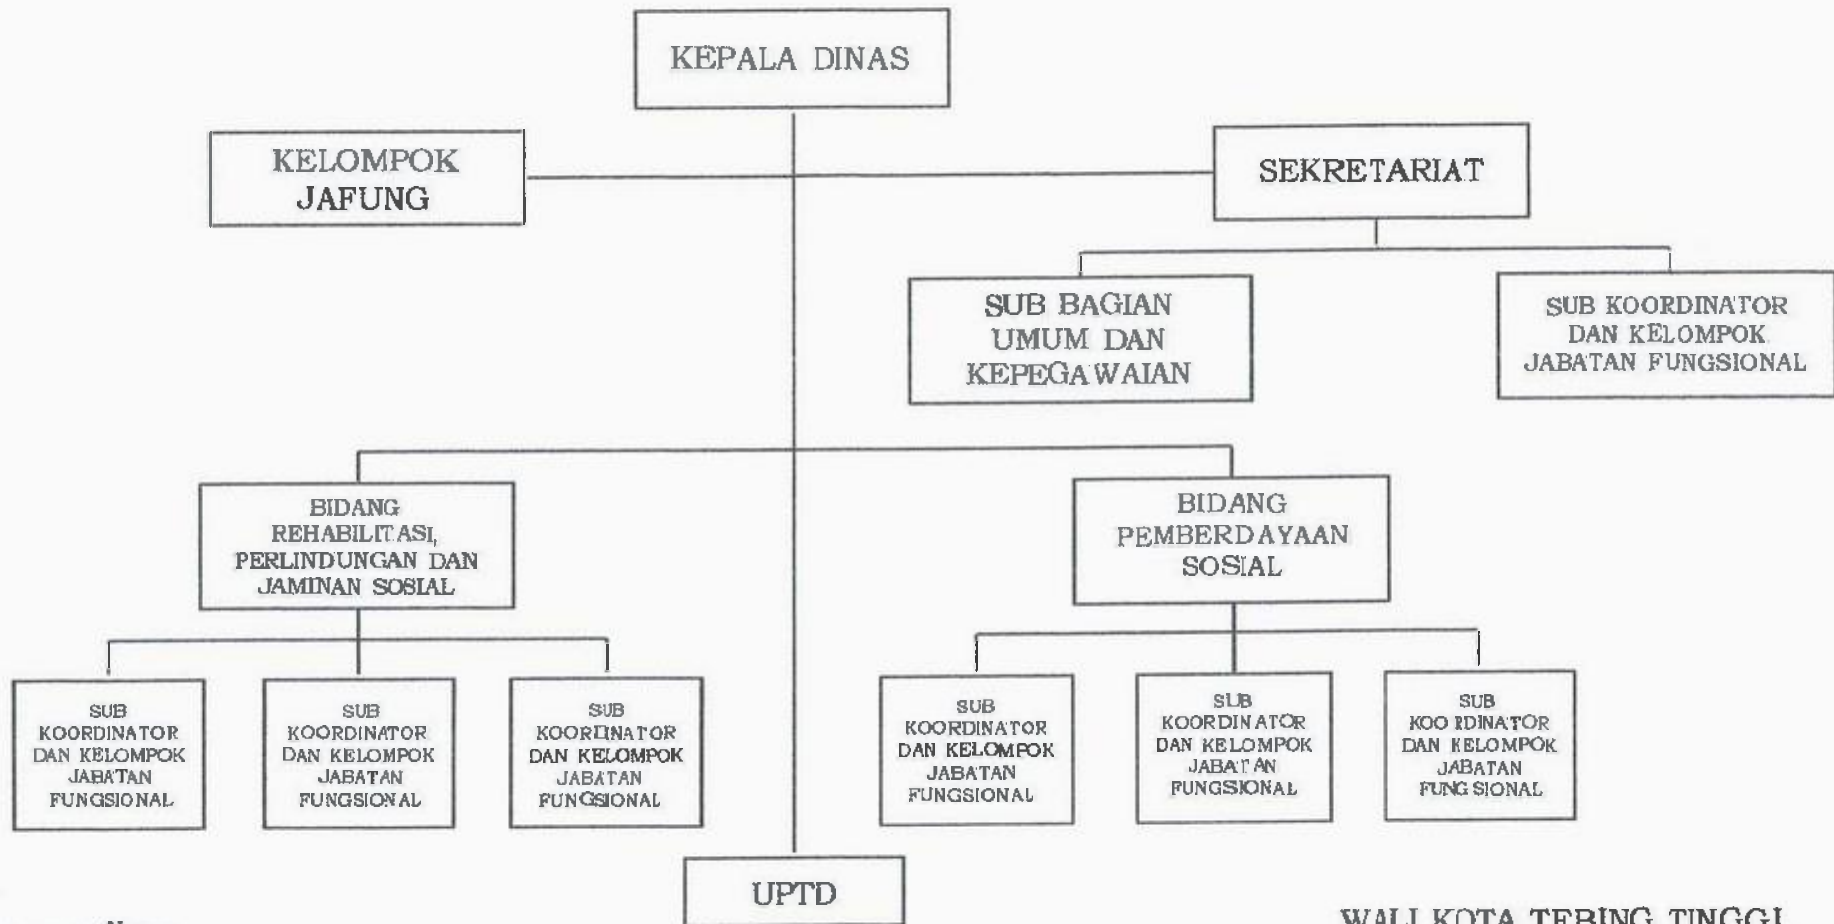 KEPALA DINAS
KELOMPOK
JAFUNG
SEKRETARIAT
SUB BAGIAN
UMUM DAN
KEPEGAWAIAN
SUB KOORDINATOR
DAN KELOMPOK
JABATAN FUNGSIONAL
BIDANG
REHABILITASI,
PERLINDUNGAN DAN
JAMINAN SOSIAL
BIDANG
PEMBERDAYAAN
SOSIAL
SUB
KOORDINATOR
DAN KELOMPOK
JABATAN
FUNGSIONAL
SUB
KOORDINATOR
DAN KELOMPOK
JABATAN
FUNGSIONAL
SUB
KOORDINATOR
DAN KELOMPOK
JABATAN
FUNGSIONAL
SUB
KOORDINATOR
DAN KELOMPOK
JABATAN
FUNGSIONAL
SUB
KOORDINATOR
DAN KELOMPOK
JABATAN
FUNGSIONAL
SUB
KOORDINATOR
DAN KELOMPOK
JABATAN
FUNGSIONAL
UPTD
WALI KOTA TEBING TINGGI